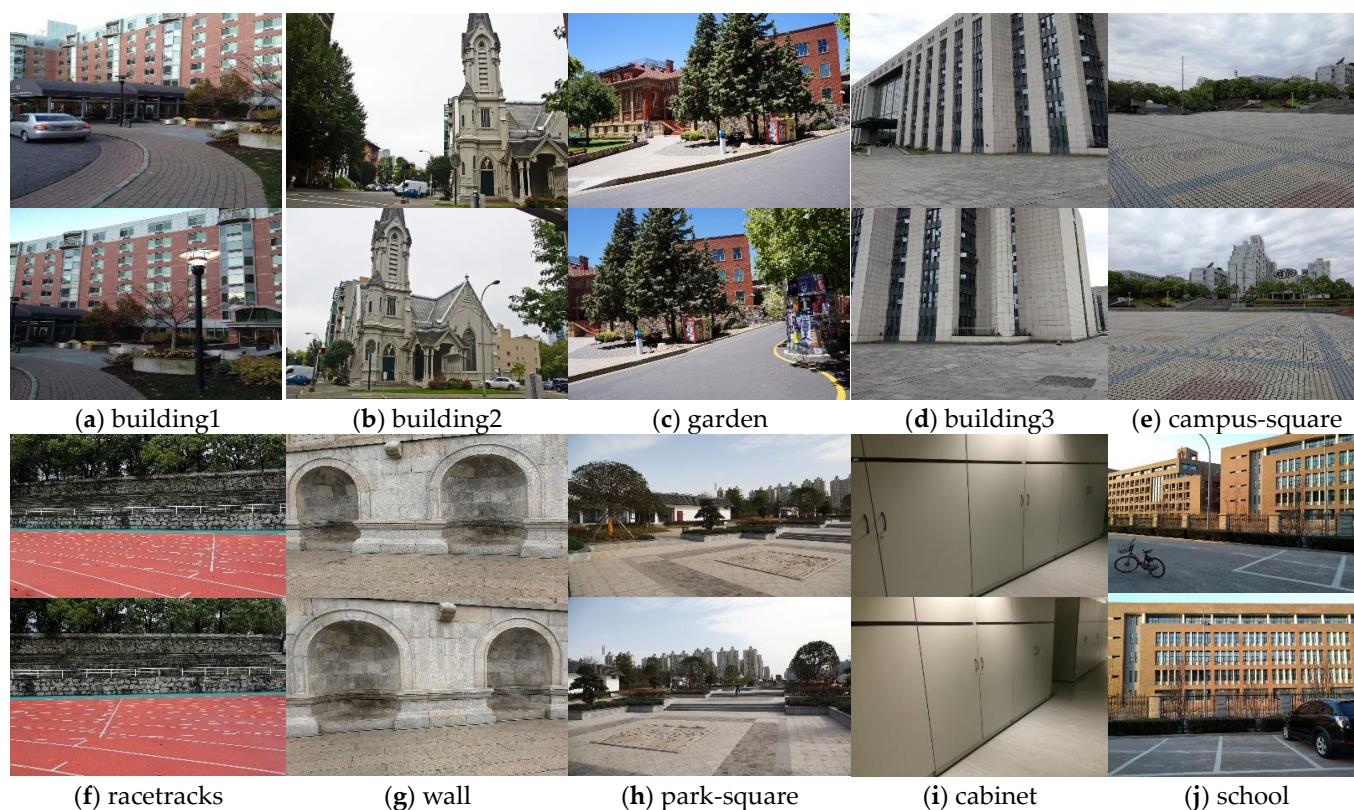 (a) building1 (b) building2 (c) garden (d) building3 (e) campus-square
(f) racetracks (g) wall (h) park-square (i) cabinet (j) school